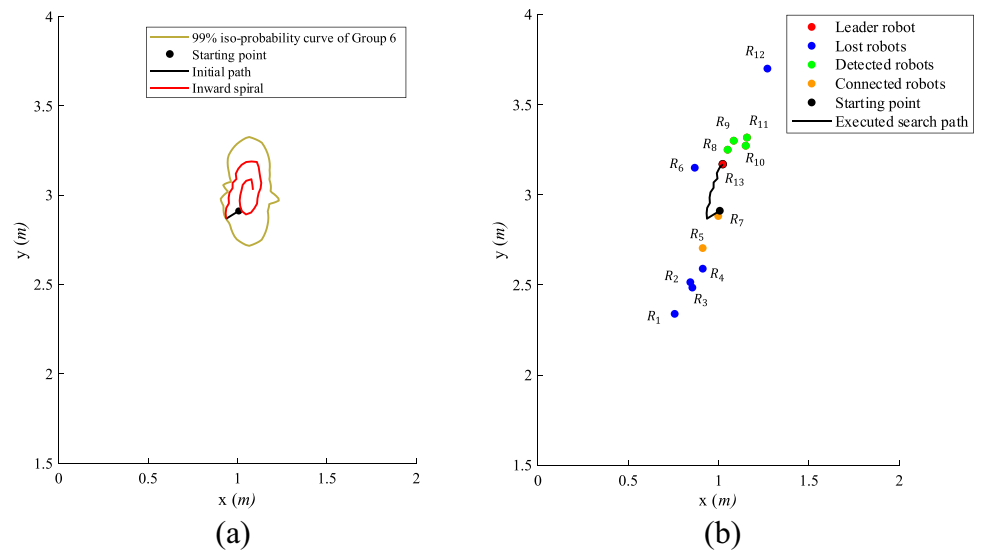 4
3.5
3
2.5
2
1.5
0
0.5
1
1.5
2
y (m)
x (m)
99% iso-probability curve of Group 6
Starting point
Initial path
Inward spiral
(a)
4
3.5
3
2.5
2
1.5
0
0.5
1
1.5
2
y (m)
x (m)
Leader robot
Lost robots
Detected robots
Connected robots
Starting point
Executed search path
R12
R9
R11
R8
R10
R6
R13
R7
R5
R2
R4
R3
R1
(b)